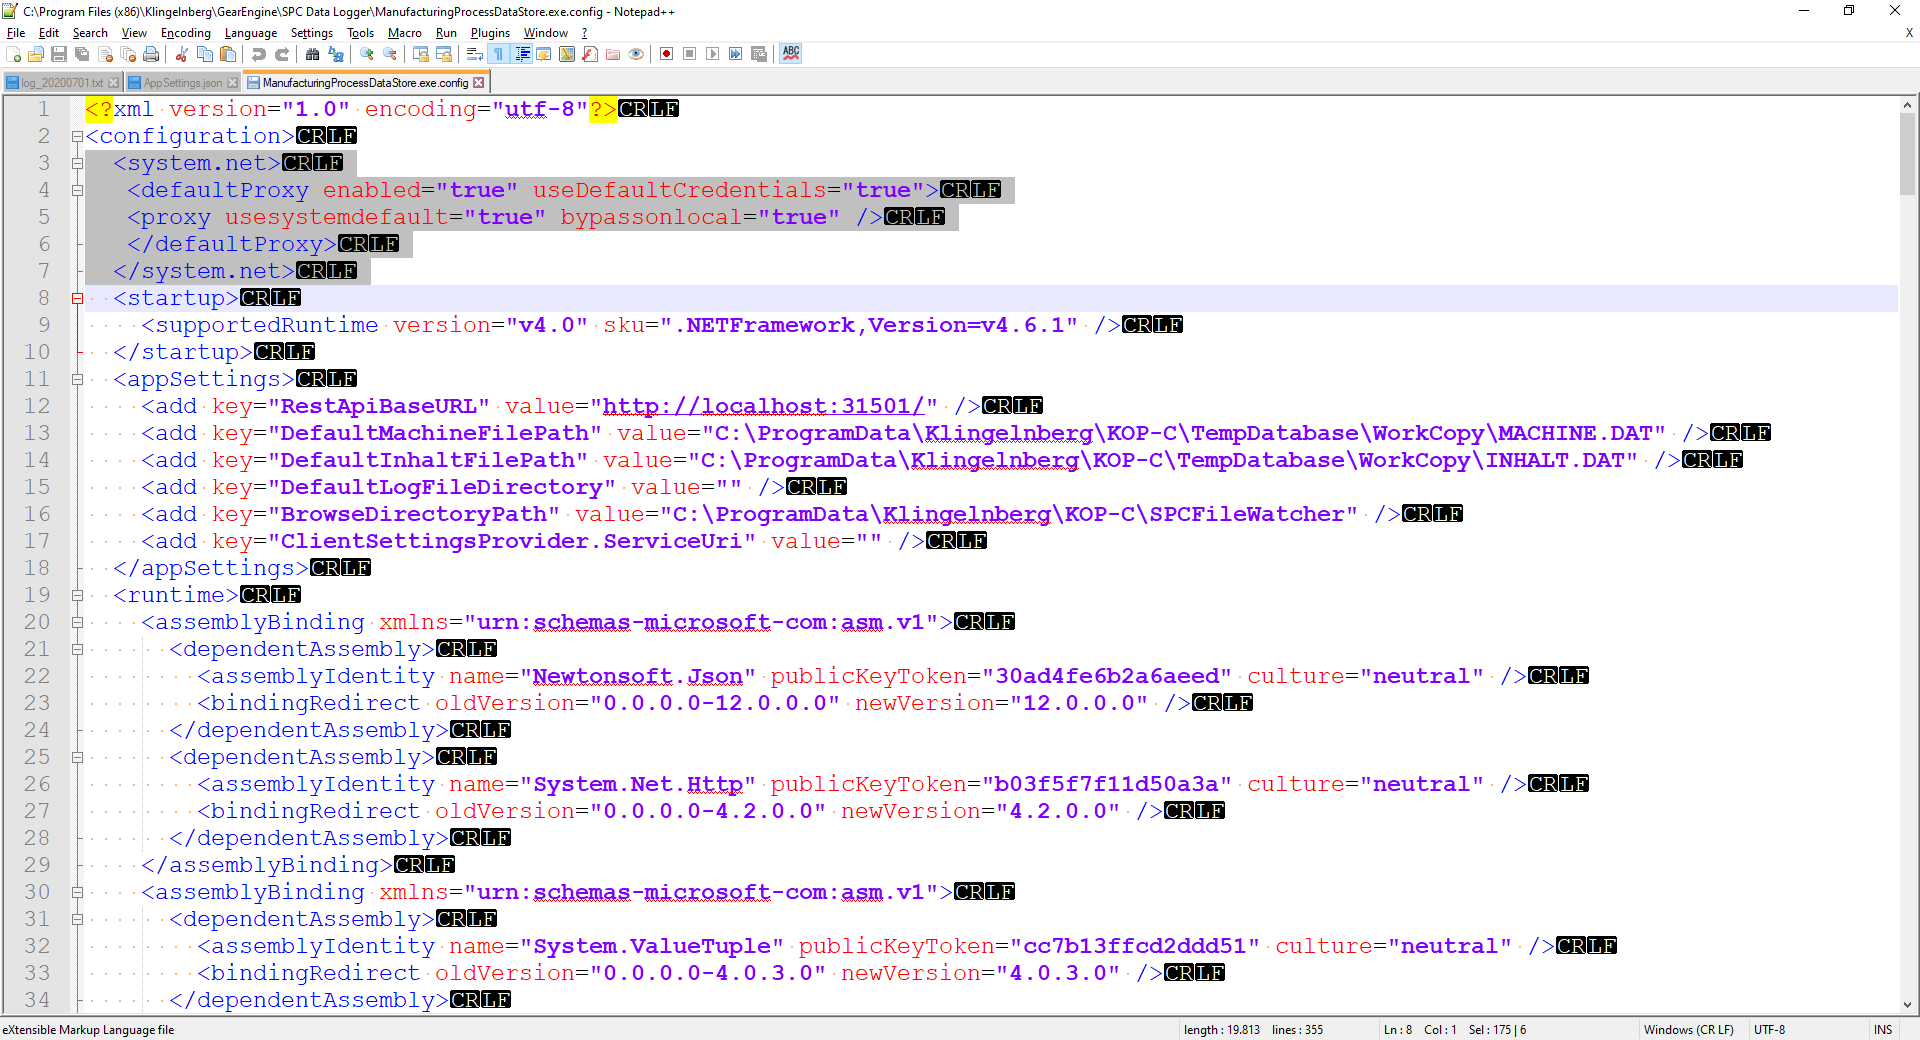 C:\Program Files (x86)\Klingelnberg\GearEngine\SPC Data Logger\ManufacturingProcessDataStore.exe.config - Notepad++
File Edit Search View Encoding Language Settings Tools Macro Run Plugins Window ? X
ABC
log_20200701.txt AppSettings.json ManufacturingProcessDataStore.exe.config
1 <?xml version="1.0" encoding="utf-8"?>CRLF
2 <configuration>CRLF
3 <system.net>CRLF
4 <defaultProxy enabled="true" useDefaultCredentials="true">CRLF
5 <proxy usesystemdefault="true" bypassonlocal="true" />CRLF
6 </defaultProxy>CRLF
7 </system.net>CRLF
8 <startup>CRLF
9 <supportedRuntime version="v4.0" sku=".NETFramework,Version=v4.6.1" />CRLF
10 </startup>CRLF
11 <appSettings>CRLF
12 <add key="RestApiBaseURL" value="http://localhost:31501/" />CRLF
13 <add key="DefaultMachineFilePath" value="C:\ProgramData\Klingelnberg\KOP-C\TempDatabase\WorkCopy\MACHINE.DAT" />CRLF
14 <add key="DefaultInhaltFilePath" value="C:\ProgramData\Klingelnberg\KOP-C\TempDatabase\WorkCopy\INHALT.DAT" />CRLF
15 <add key="DefaultLogFileDirectory" value="" />CRLF
16 <add key="BrowseDirectoryPath" value="C:\ProgramData\Klingelnberg\KOP-C\SPCFileWatcher" />CRLF
17 <add key="ClientSettingsProvider.ServiceUri" value="" />CRLF
18 </appSettings>CRLF
19 <runtime>CRLF
20 <assemblyBinding xmlns="urn:schemas-microsoft-com:asm.v1">CRLF
21 <dependentAssembly>CRLF
22 <assemblyIdentity name="Newtonsoft.Json" publicKeyToken="30ad4fe6b2a6aeed" culture="neutral" />CRLF
23 <bindingRedirect oldVersion="0.0.0.0-12.0.0.0" newVersion="12.0.0.0" />CRLF
24 </dependentAssembly>CRLF
25 <dependentAssembly>CRLF
26 <assemblyIdentity name="System.Net.Http" publicKeyToken="b03f5f7f11d50a3a" culture="neutral" />CRLF
27 <bindingRedirect oldVersion="0.0.0.0-4.2.0.0" newVersion="4.2.0.0" />CRLF
28 </dependentAssembly>CRLF
29 </assemblyBinding>CRLF
30 <assemblyBinding xmlns="urn:schemas-microsoft-com:asm.v1">CRLF
31 <dependentAssembly>CRLF
32 <assemblyIdentity name="System.ValueTuple" publicKeyToken="cc7b13ffcd2ddd51" culture="neutral" />CRLF
33 <bindingRedirect oldVersion="0.0.0.0-4.0.3.0" newVersion="4.0.3.0" />CRLF
34 </dependentAssembly>CRLF
eXtensible Markup Language file length : 19.813 lines : 355 Ln : 8 Col : 1 Sel : 175 | 6 Windows (CR LF) UTF-8 INS